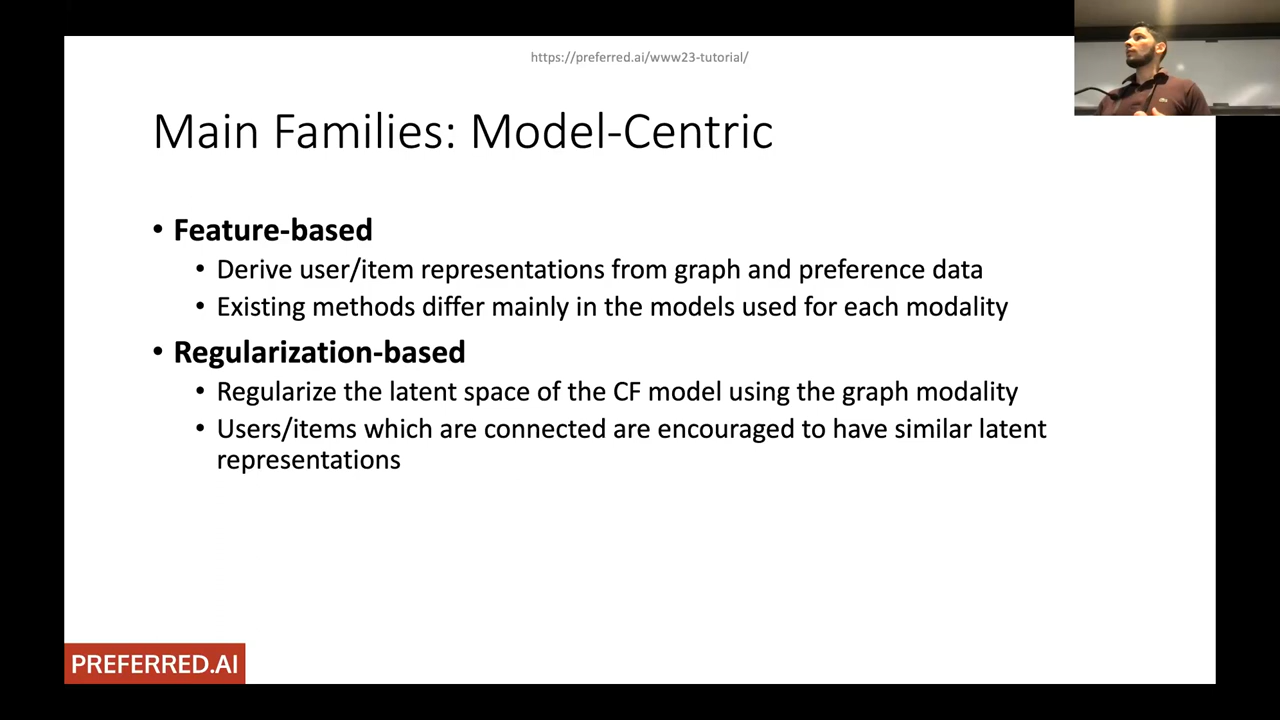 https://preferred.ai/www23-tutorial/
Main Families: Model-Centric
• Feature-based
• Derive user/item representations from graph and preference data
• Existing methods differ mainly in the models used for each modality
• Regularization-based
• Regularize the latent space of the CF model using the graph modality
• Users/items which are connected are encouraged to have similar latent
representations
PREFERRED.AI